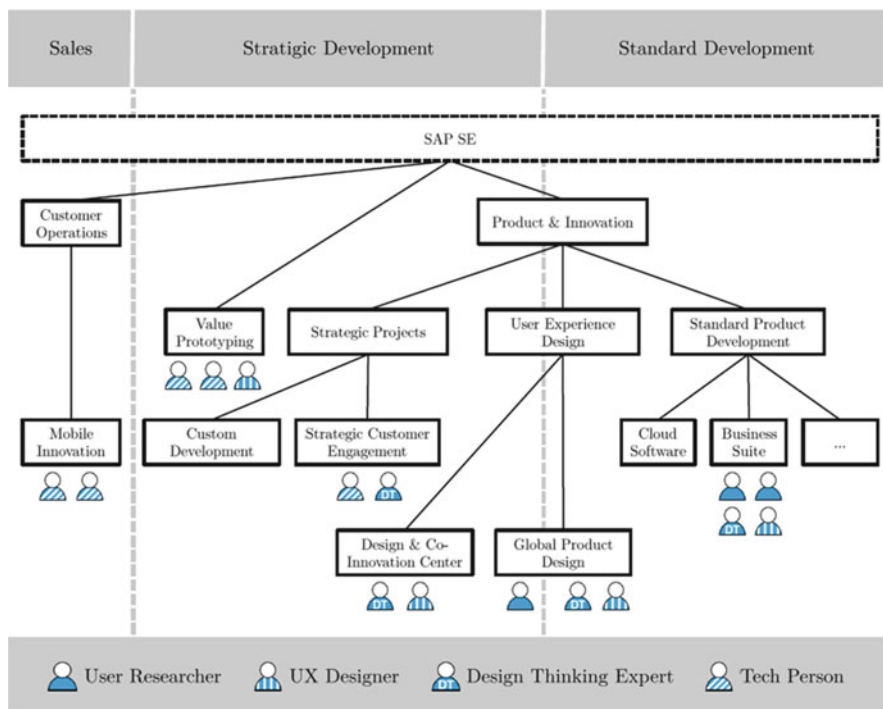 Sales
Stratigic Development
Standard Development
SAP SE
Customer
Operations
Product & Innovation
Value
Prototyping
Strategic Projects
User Experience
Design
Standard Product
Development
Mobile
Innovation
Custom
Development
Strategic Customer
Engagement
Cloud
Software
Business
Suite
...
DT
DT
Design & Co-
Innovation Center
Global Product
Design
DT
DT
User Researcher
UX Designer
DT
Design Thinking Expert
Tech Person